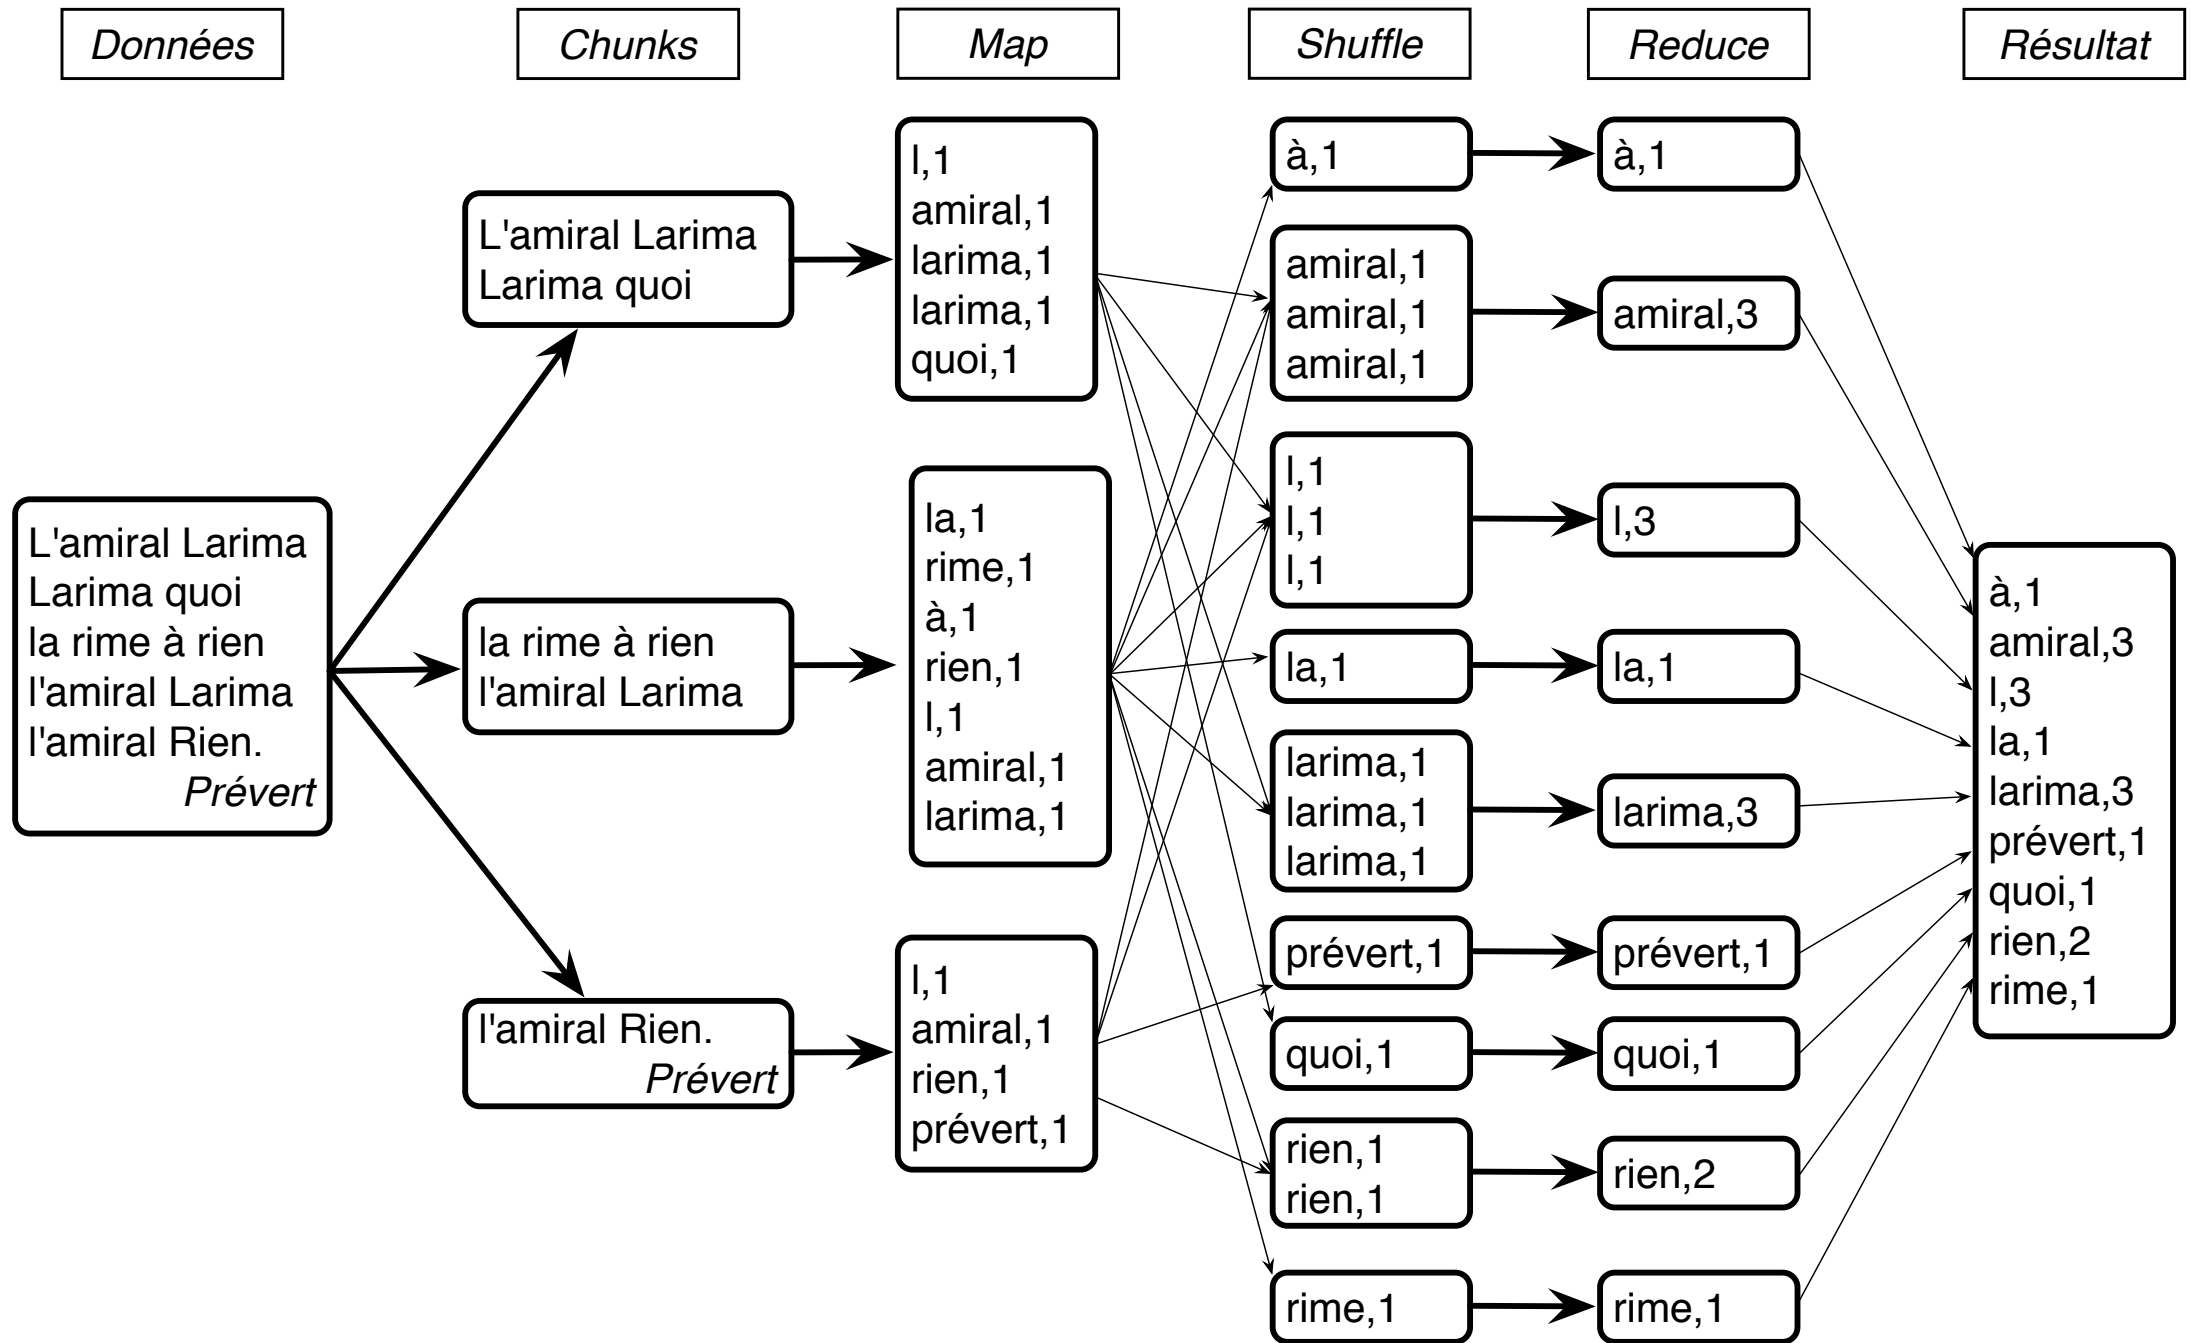 Données
Chunks
Map
Shuffle
Reduce
Résultat
L'amiral Larima
Larima quoi
la rime à rien
l'amiral Larima
l'amiral Rien.
Prévert
L'amiral Larima
Larima quoi
la rime à rien
l'amiral Larima
l'amiral Rien.
Prévert
l,1
amiral,1
larima,1
larima,1
quoi,1
la,1
rime,1
à,1
rien,1
l,1
amiral,1
larima,1
l,1
amiral,1
rien,1
prévert,1
à,1
amiral,1
amiral,1
amiral,1
l,1
l,1
l,1
la,1
larima,1
larima,1
larima,1
prévert,1
quoi,1
rien,1
rien,1
rime,1
à,1
amiral,3
l,3
la,1
larima,3
prévert,1
quoi,1
rien,2
rime,1
à,1
amiral,3
l,3
la,1
larima,3
prévert,1
quoi,1
rien,2
rime,1